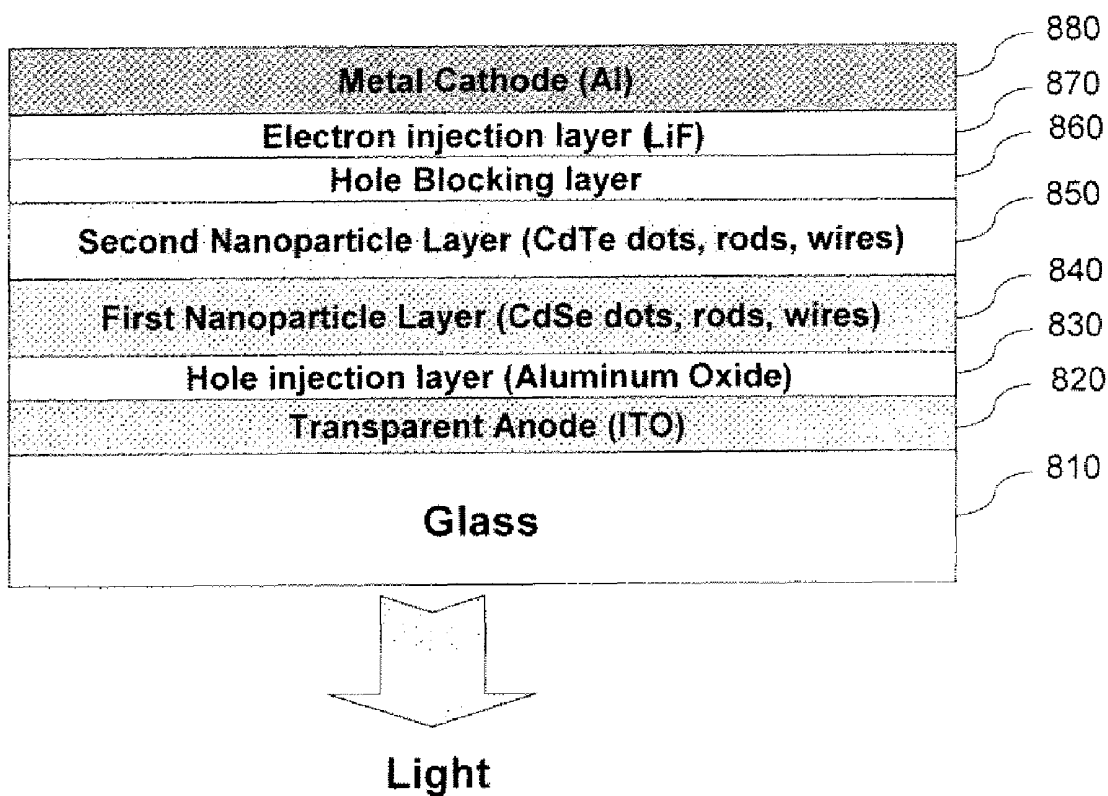 880
Metal Cathode (Al)
870
Electron injection layer (LiF)
860
Hole Blocking layer
850
Second Nanoparticle Layer (CdTe dots, rods, wires)
840
First Nanoparticle Layer (CdSe dots, rods, wires)
830
Hole injection layer (Aluminum Oxide)
820
Transparent Anode (ITO)
810
Glass
Light